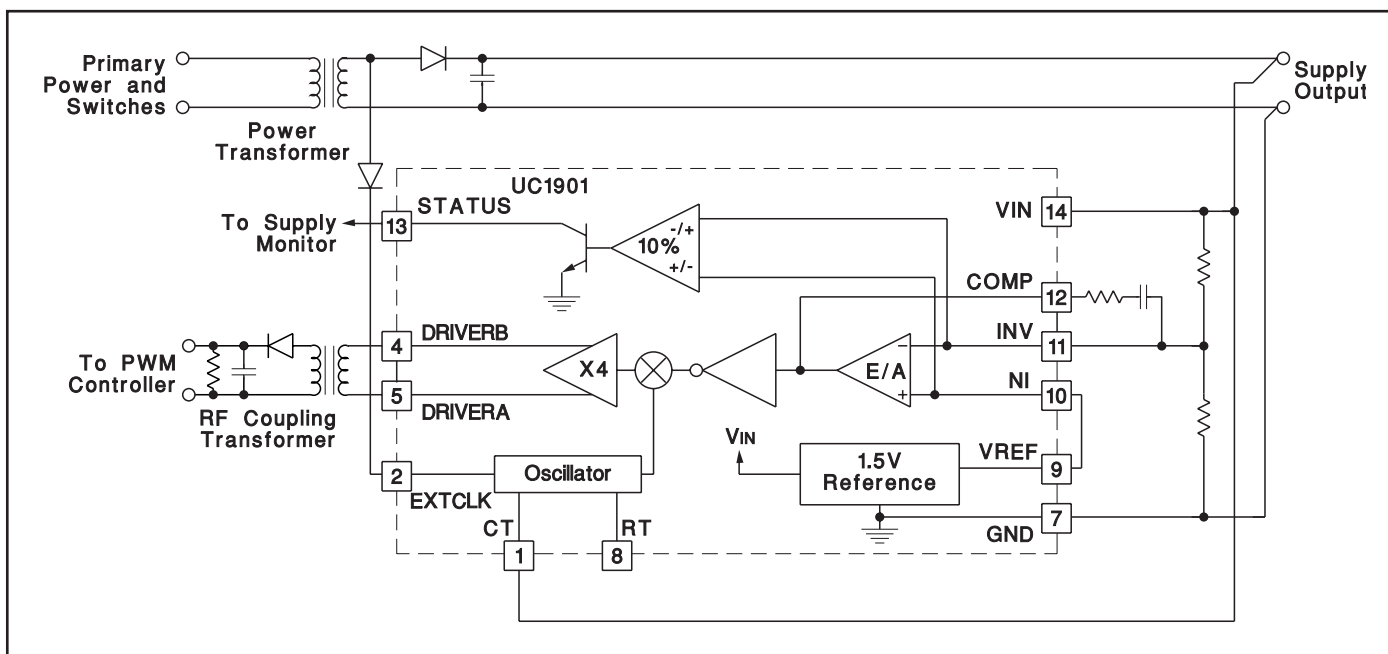 Primary
Power and
Switches
Power
Transformer
Supply
Output
UC1901
To Supply
Monitor
13
STATUS
10%
-/+
+/-
VIN
14
COMP
12
INV
11
NI
10
To PWM
Controller
RF Coupling
Transformer
4
DRIVERB
5
DRIVERA
X4
E/A
−
+
VIN
1.5V
Reference
VREF
9
7
GND
2
EXTCLK
Oscillator
CT
RT
1
8